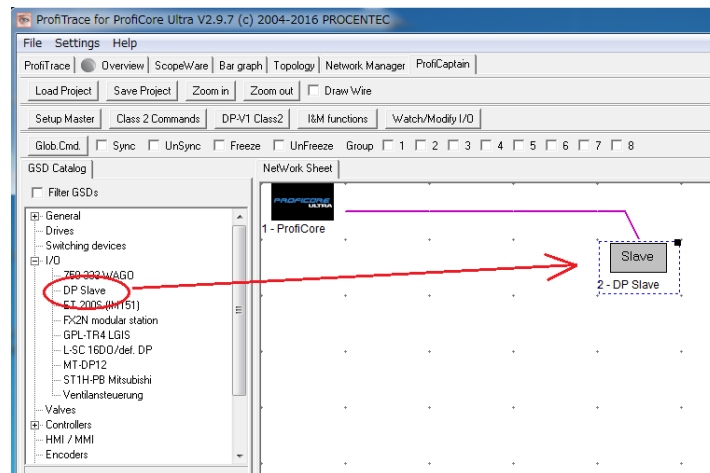 ProfiTrace for ProfiCore Ultra V2.9.7 (c) 2004-2016 PROCENTEC
File Settings Help
ProfiTrace Overview ScopeWare Bar graph Topology Network Manager ProfiCaptain
Load Project Save Project Zoom in Zoom out Draw Wire
Setup Master Class 2 Commands DP-V1 Class2 I&M functions Watch/Modify I/O
Glob.Cmd. Sync UnSync Freeze UnFreeze Group 1 2 3 4 5 6 7 8
GSD Catalog NetWork Sheet
Filter GSDs
PROFICORE
ULTRA
1 - ProfiCore
Slave
2 - DP Slave
General
Drives
Switching devices
I/O
750-333 WAGO
DP Slave
ET 200S (IM151)
FX2N modular station
GPL-TR4 LGIS
L-SC 16DO/def. DP
MT-DP12
ST1H-PB Mitsubishi
Ventilansteuerung
Valves
Controllers
HMI / MMI
Encoders